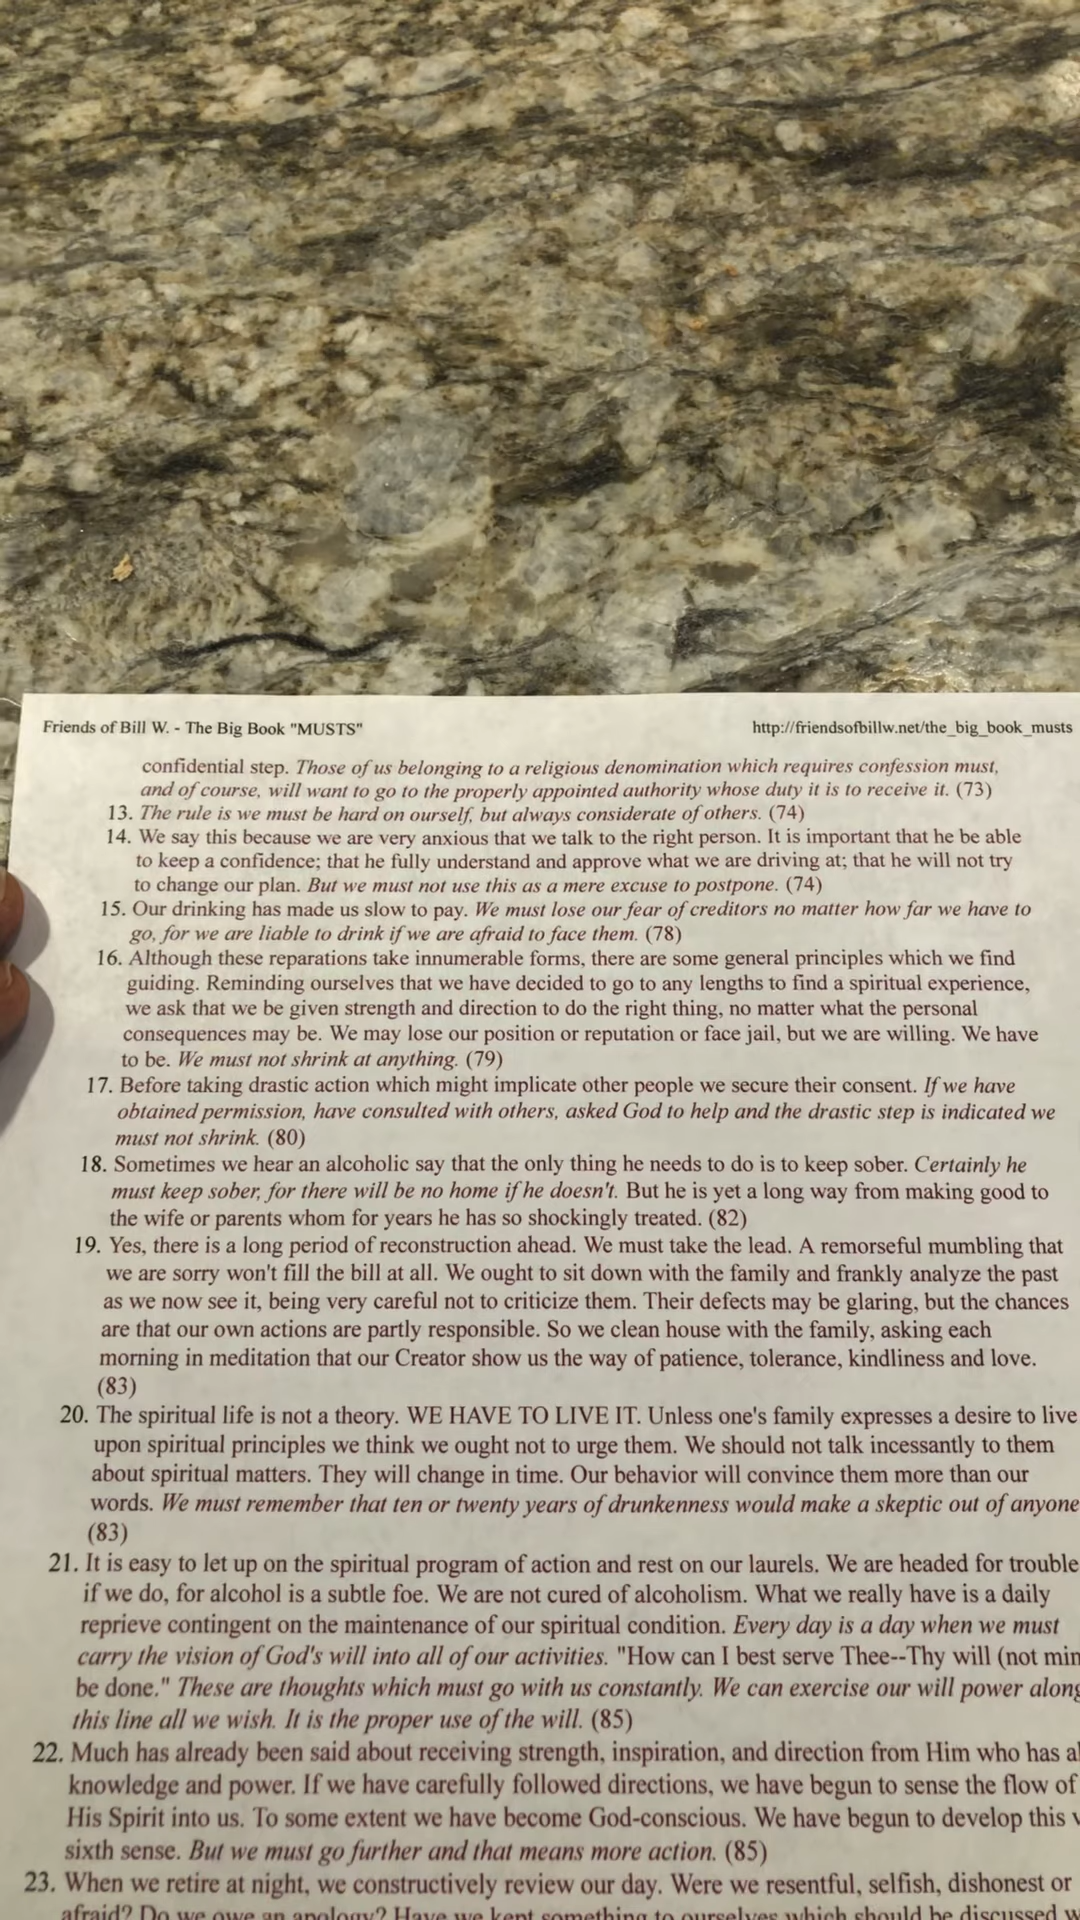 Friends of Bill W. - The Big Book "MUSTS"
http://friendsofbillw.net/the_big_book_musts
confidential step. Those of us belonging to a religious denomination which requires confession must,
and of course, will want to go to the properly appointed authority whose duty it is to receive it. (73)
13. The rule is we must be hard on ourself, but always considerate of others. (74)
14. We say this because we are very anxious that we talk to the right person. It is important that he be able
to keep a confidence; that he fully understand and approve what we are driving at; that he will not try
to change our plan. But we must not use this as a mere excuse to postpone. (74)
15. Our drinking has made us slow to pay. We must lose our fear of creditors no matter how far we have to
go, for we are liable to drink if we are afraid to face them. (78)
16. Although these reparations take innumerable forms, there are some general principles which we find
guiding. Reminding ourselves that we have decided to go to any lengths to find a spiritual experience,
we ask that we be given strength and direction to do the right thing, no matter what the personal
consequences may be. We may lose our position or reputation or face jail, but we are willing. We have
to be. We must not shrink at anything. (79)
17. Before taking drastic action which might implicate other people we secure their consent. If we have
obtained permission, have consulted with others, asked God to help and the drastic step is indicated we
must not shrink. (80)
18. Sometimes we hear an alcoholic say that the only thing he needs to do is to keep sober. Certainly he
must keep sober, for there will be no home if he doesn't. But he is yet a long way from making good to
the wife or parents whom for years he has so shockingly treated. (82)
19. Yes, there is a long period of reconstruction ahead. We must take the lead. A remorseful mumbling that
we are sorry won't fill the bill at all. We ought to sit down with the family and frankly analyze the past
as we now see it, being very careful not to criticize them. Their defects may be glaring, but the chances
are that our own actions are partly responsible. So we clean house with the family, asking each
morning in meditation that our Creator show us the way of patience, tolerance, kindliness and love.
(83)
20. The spiritual life is not a theory. WE HAVE TO LIVE IT. Unless one's family expresses a desire to live
upon spiritual principles we think we ought not to urge them. We should not talk incessantly to them
about spiritual matters. They will change in time. Our behavior will convince them more than our
words. We must remember that ten or twenty years of drunkenness would make a skeptic out of anyone
(83)
21. It is easy to let up on the spiritual program of action and rest on our laurels. We are headed for trouble
if we do, for alcohol is a subtle foe. We are not cured of alcoholism. What we really have is a daily
reprieve contingent on the maintenance of our spiritual condition. Every day is a day when we must
carry the vision of God's will into all of our activities. "How can I best serve Thee--Thy will (not
be done." These are thoughts which must go with us constantly. We can exercise our will power along
this line all we wish. It is the proper use of the will. (85)
22. Much has already been said about receiving strength, inspiration, and direction from Him who has
knowledge and power. If we have carefully followed directions, we have begun to sense the flow of
His Spirit into us. To some extent we have become God-conscious. We have begun to develop this
sixth sense. But we must go further and that means more action. (85)
23. When we retire at night, we constructively review our day. Were we resentful, selfish, dishonest or
afraid? Do we owe an apology? Have we kept something to ourselves which should be discussed